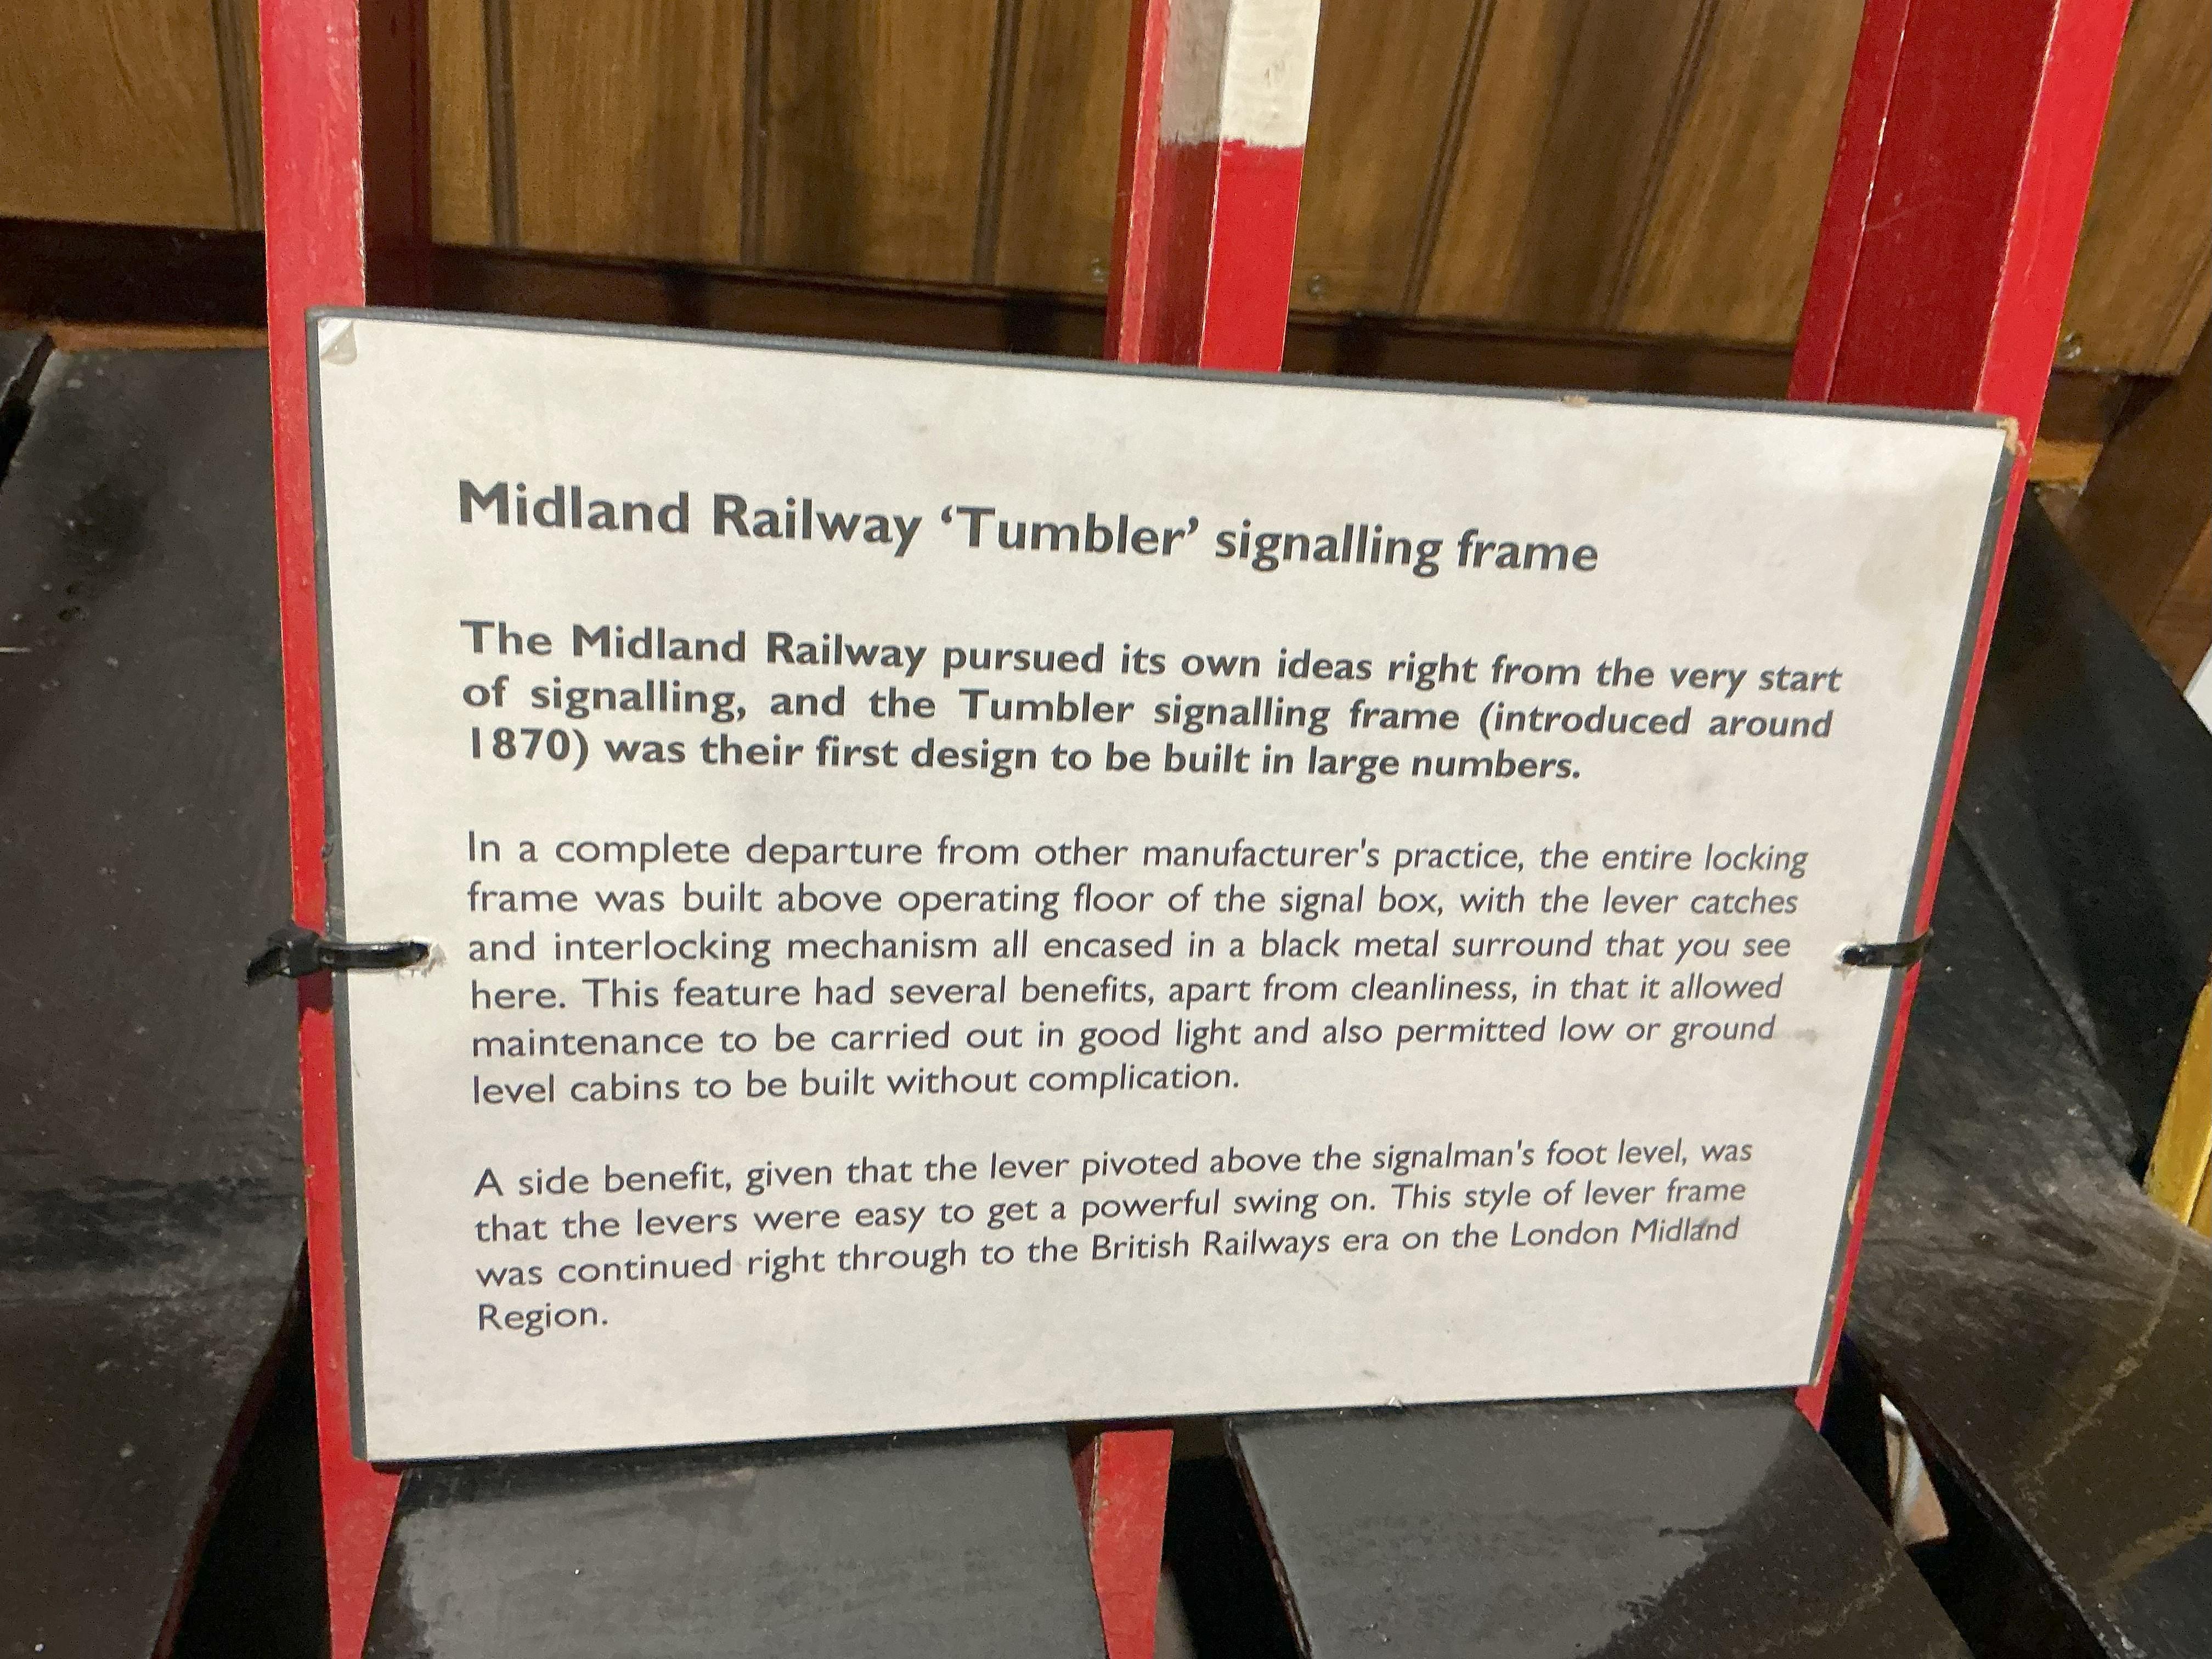 Midland Railway ‘Tumbler’ signalling frame
The Midland Railway pursued its own ideas right from the very start
of signalling, and the Tumbler signalling frame (introduced around
1870) was their first design to be built in large numbers.
In a complete departure from other manufacturer's practice, the entire locking
frame was built above operating floor of the signal box, with the lever catches
and interlocking mechanism all encased in a black metal surround that you see
here. This feature had several benefits, apart from cleanliness, in that it allowed
maintenance to be carried out in good light and also permitted low or ground
level cabins to be built without complication.
A side benefit, given that the lever pivoted above the signalman's foot level, was
that the levers were easy to get a powerful swing on. This style of lever frame
was continued right through to the British Railways era on the London Midland
Region.